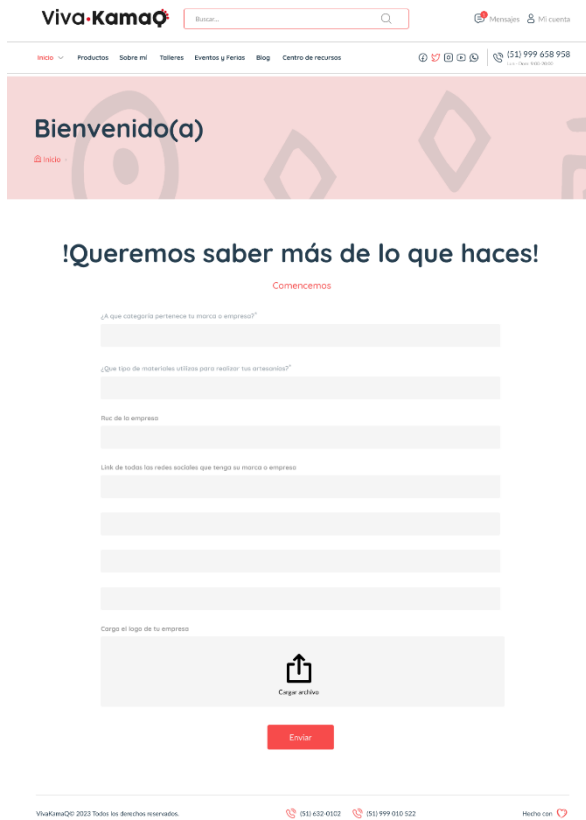 Viva·KamaQ
Buscar...
Mensajes
Mi cuenta
Inicio
Productos
Sobre mí
Talleres
Eventos y Ferias
Blog
Centro de recursos
(51) 999 658 958
Bienvenido(a)
Inicio
!Queremos saber más de lo que haces!
Comencemos
¿A que categoría pertenece tu marca o empresa?*
¿Que tipo de materiales utilizas para realizar tus artesanías?*
Ruc de la empresa
Link de todas las redes sociales que tenga su marca o empresa
Carga el logo de tu empresa
Cargar archivo
Enviar
VivaKamaQ® 2023 Todos los derechos reservados.
(51) 632-0102
(51) 999 010 522
Hecho con